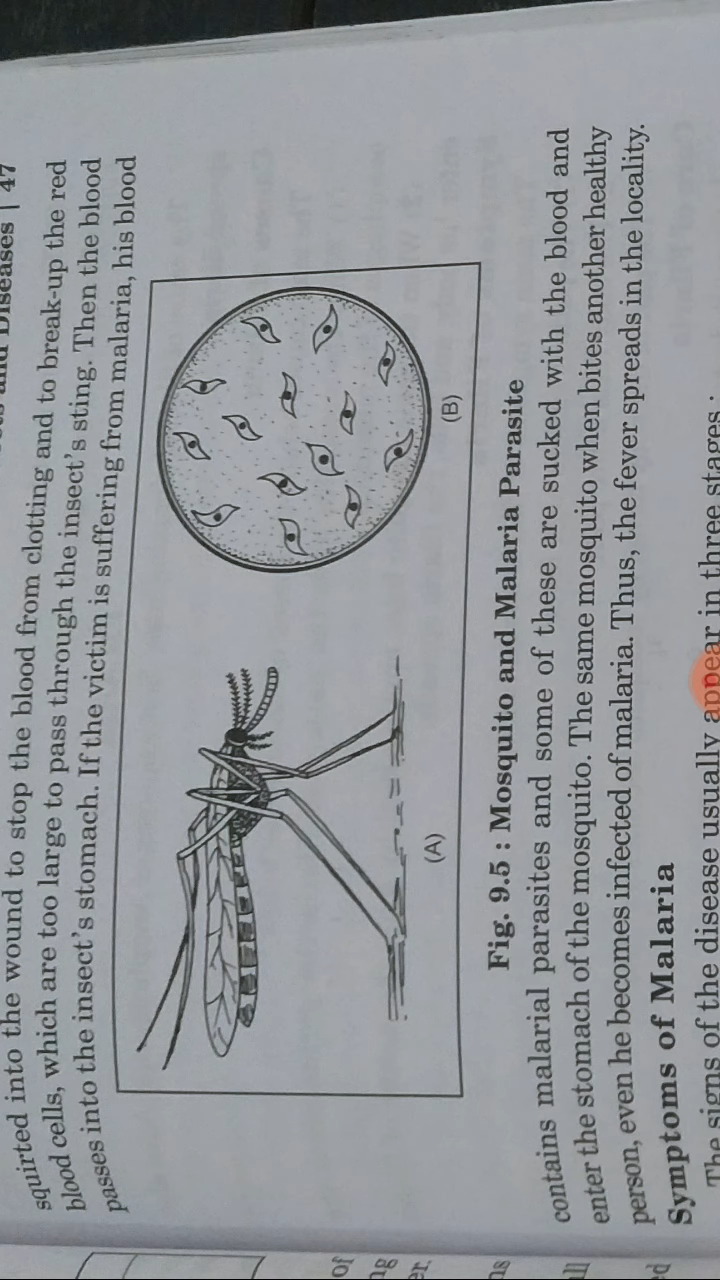 and Diseases | 47
squirted into the wound to stop the blood from clotting and to break-up the red
blood cells, which are too large to pass through the insect's sting. Then the blood
passes into the insect's stomach. If the victim is suffering from malaria, his blood
(A)
(B)
Fig. 9.5 : Mosquito and Malaria Parasite
contains malarial parasites and some of these are sucked with the blood and
enter the stomach of the mosquito. The same mosquito when bites another healthy
person, even he becomes infected of malaria. Thus, the fever spreads in the locality.
Symptoms of Malaria
The signs of the disease usually appear in three stages :
of